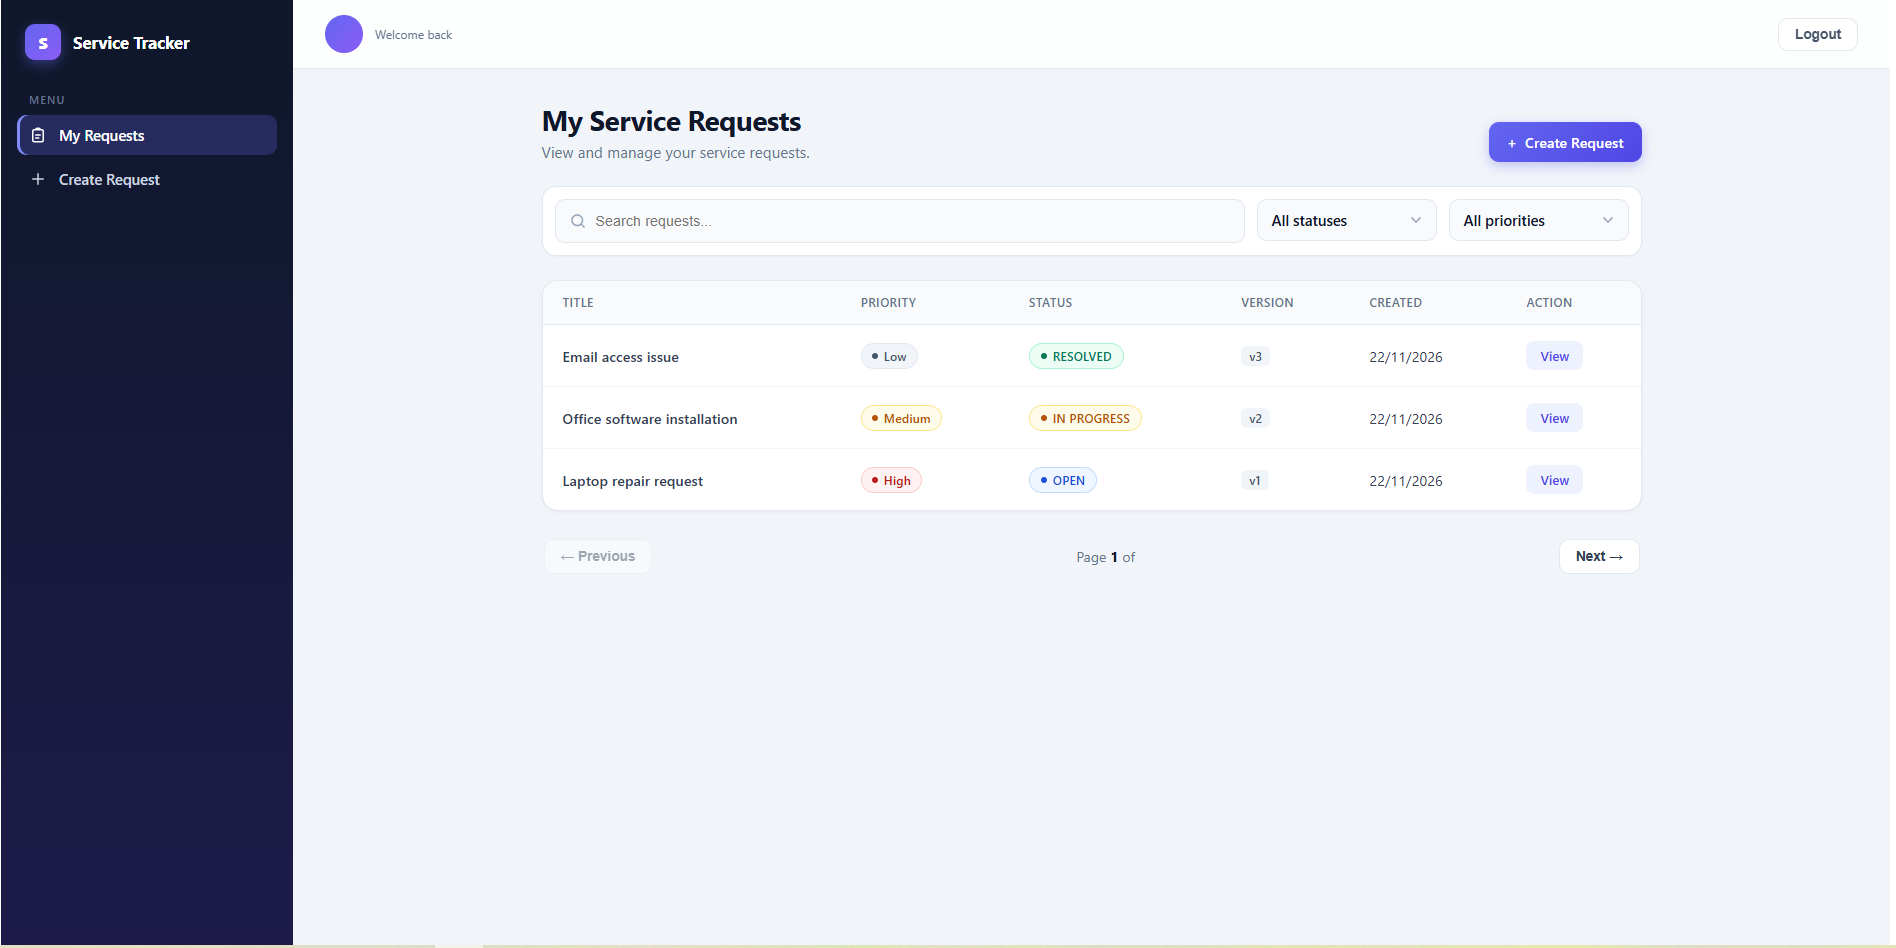 S Service Tracker
MENU
My Requests
+ Create Request
Welcome back
Logout
My Service Requests
View and manage your service requests.
+ Create Request
Search requests...
All statuses
All priorities
TITLE PRIORITY STATUS VERSION CREATED ACTION
Email access issue Low RESOLVED v3 22/11/2026 View
Office software installation Medium IN PROGRESS v2 22/11/2026 View
Laptop repair request High OPEN v1 22/11/2026 View
← Previous
Page 1 of
Next →